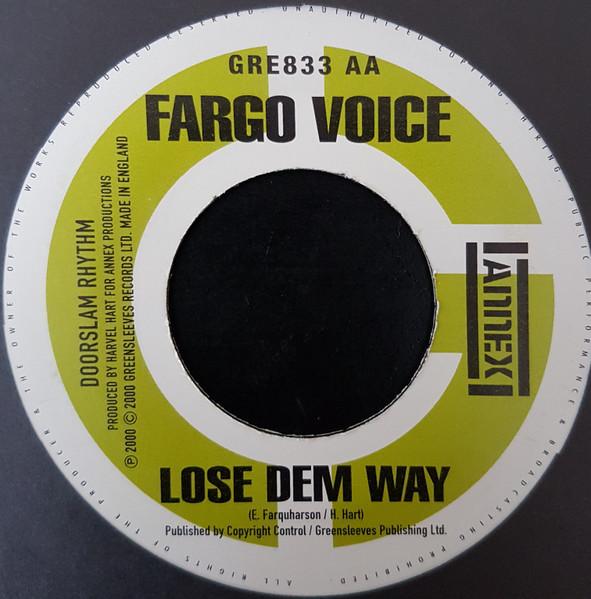 GRE833 AA
FARGO VOICE
DOORSLAM RHYTHM
PRODUCED BY HARVEL HART FOR ANNEX PRODUCTIONS
Ⓟ 2000 © 2000 GREENSLEEVES RECORDS LTD. MADE IN ENGLAND
ANNEX
LOSE DEM WAY
(E. Farquharson / H. Hart)
Published by Copyright Control / Greensleeves Publishing Ltd.
ALL RIGHTS OF THE PRODUCER & THE OWNER OF THE WORKS REPRODUCED RESERVED UNAUTHORIZED COPYING, HIRING, PUBLIC PERFORMANCE & BROADCASTING PROHIBITED